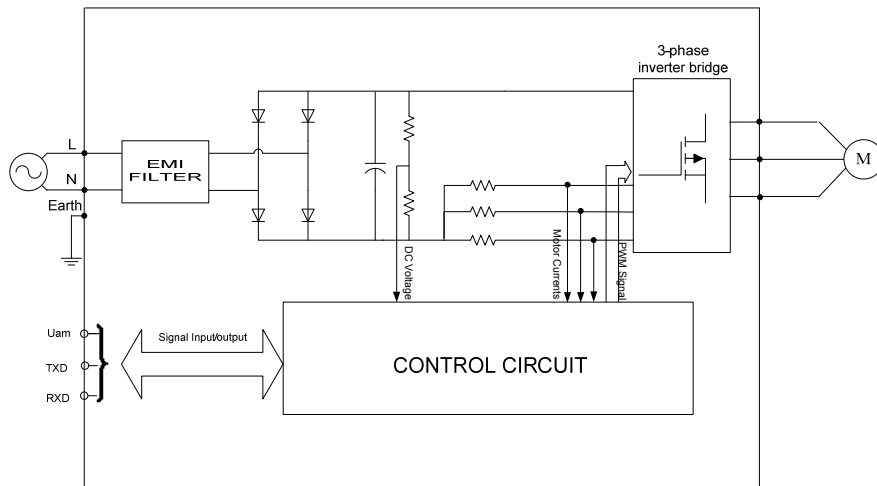 3-phase
inverter bridge
L
N
Earth
EMI
FILTER
M
DC Voltage
Motor Currents
PWM Signal
Uam
TXD
RXD
Signal Input/output
CONTROL CIRCUIT